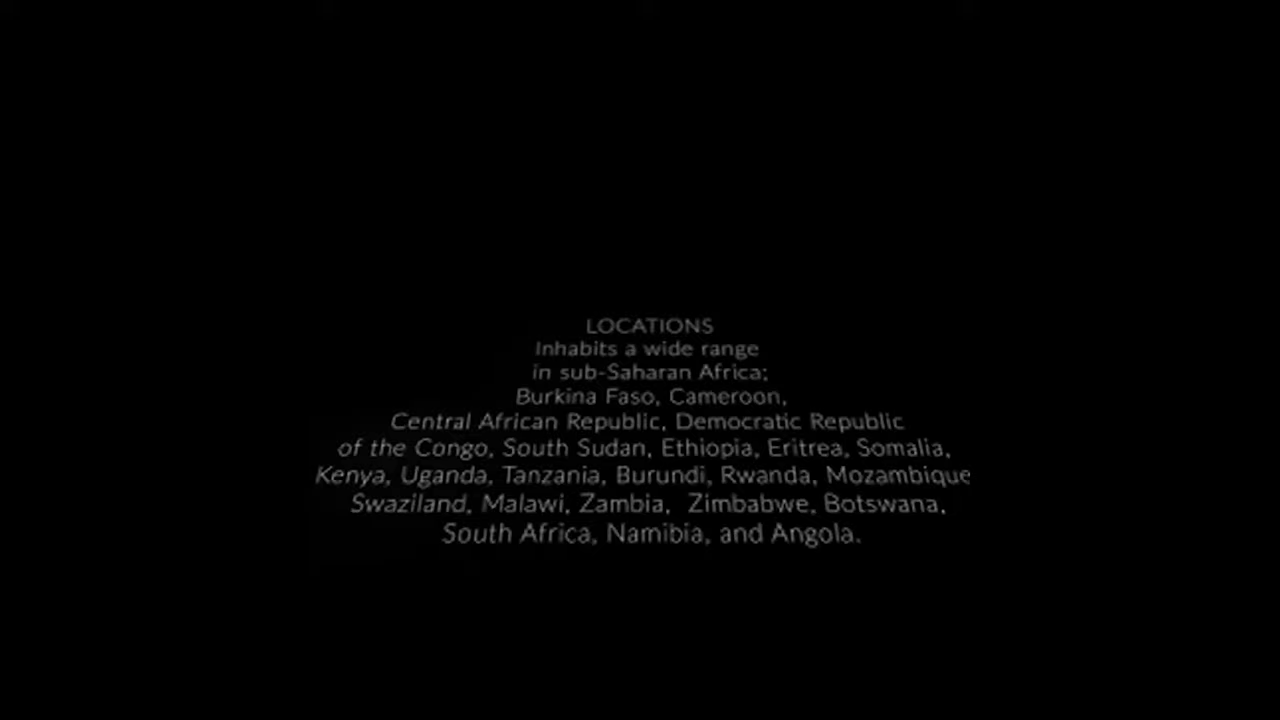 LOCATIONS
Inhabits a wide range
in sub-Saharan Africa;
Burkina Faso, Cameroon,
Central African Republic, Democratic Republic
of the Congo, South Sudan, Ethiopia, Eritrea, Somalia,
Kenya, Uganda, Tanzania, Burundi, Rwanda, Mozambique
Swaziland, Malawi, Zambia, Zimbabwe, Botswana,
South Africa, Namibia, and Angola.